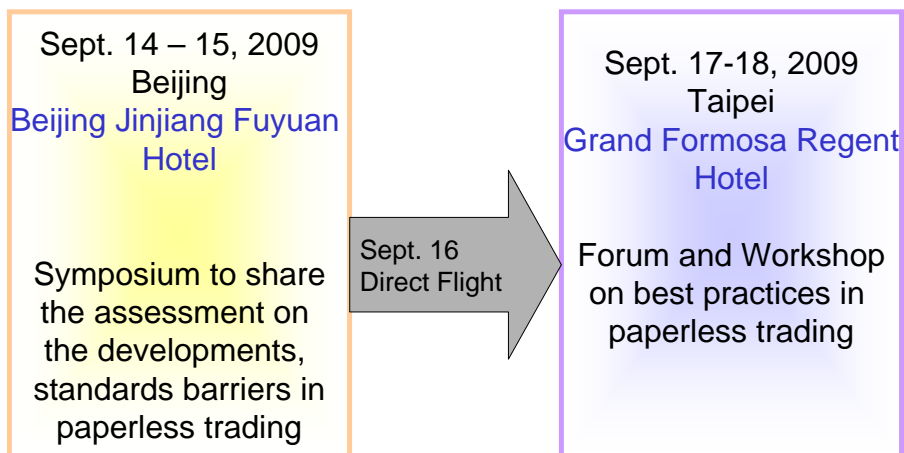 Sept. 14 – 15, 2009
Beijing
Beijing Jinjiang Fuyuan
Hotel
Symposium to share
the assessment on
the developments,
standards barriers in
paperless trading
Sept. 16
Direct Flight
Sept. 17-18, 2009
Taipei
Grand Formosa Regent
Hotel
Forum and Workshop
on best practices in
paperless trading